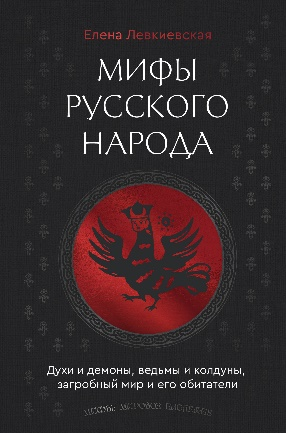 Елена Левкиевская
МИФЫ
РУССКОГО
НАРОДА
Духи и демоны, ведьмы и колдуны,
загробный мир и его обитатели